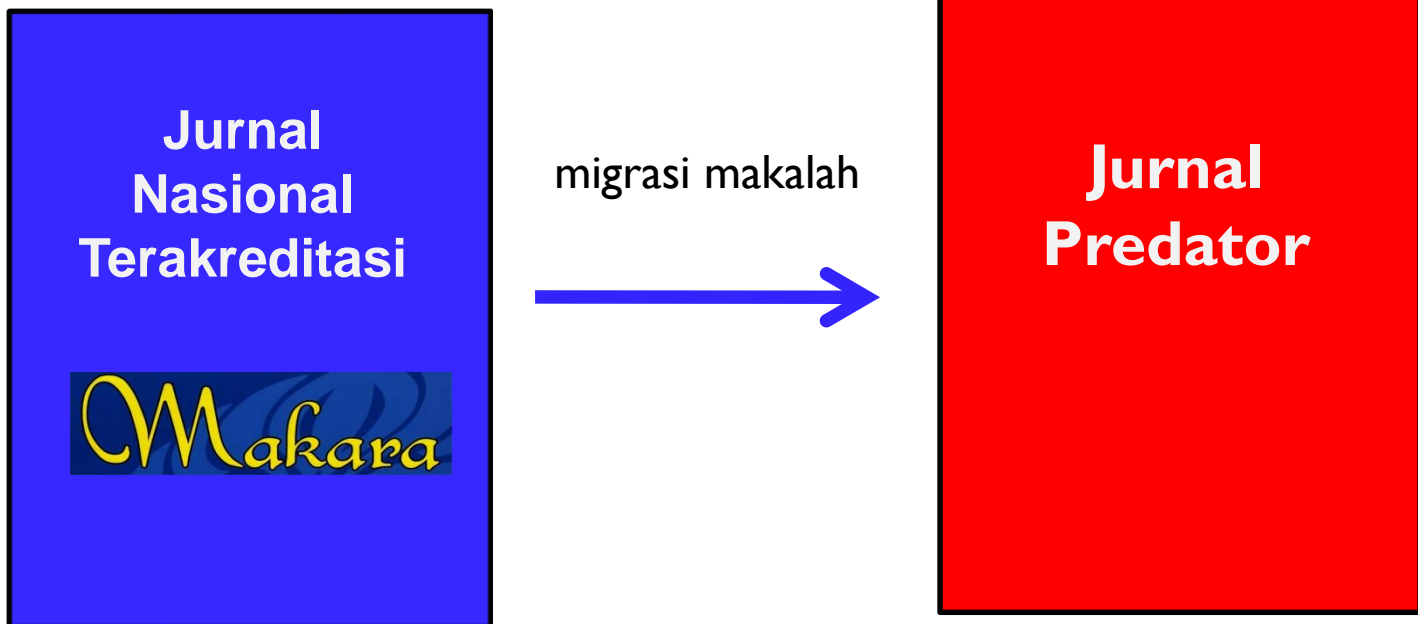 Jurnal
Nasional
Terakreditasi
Makara
migrasi makalah
Jurnal
Predator